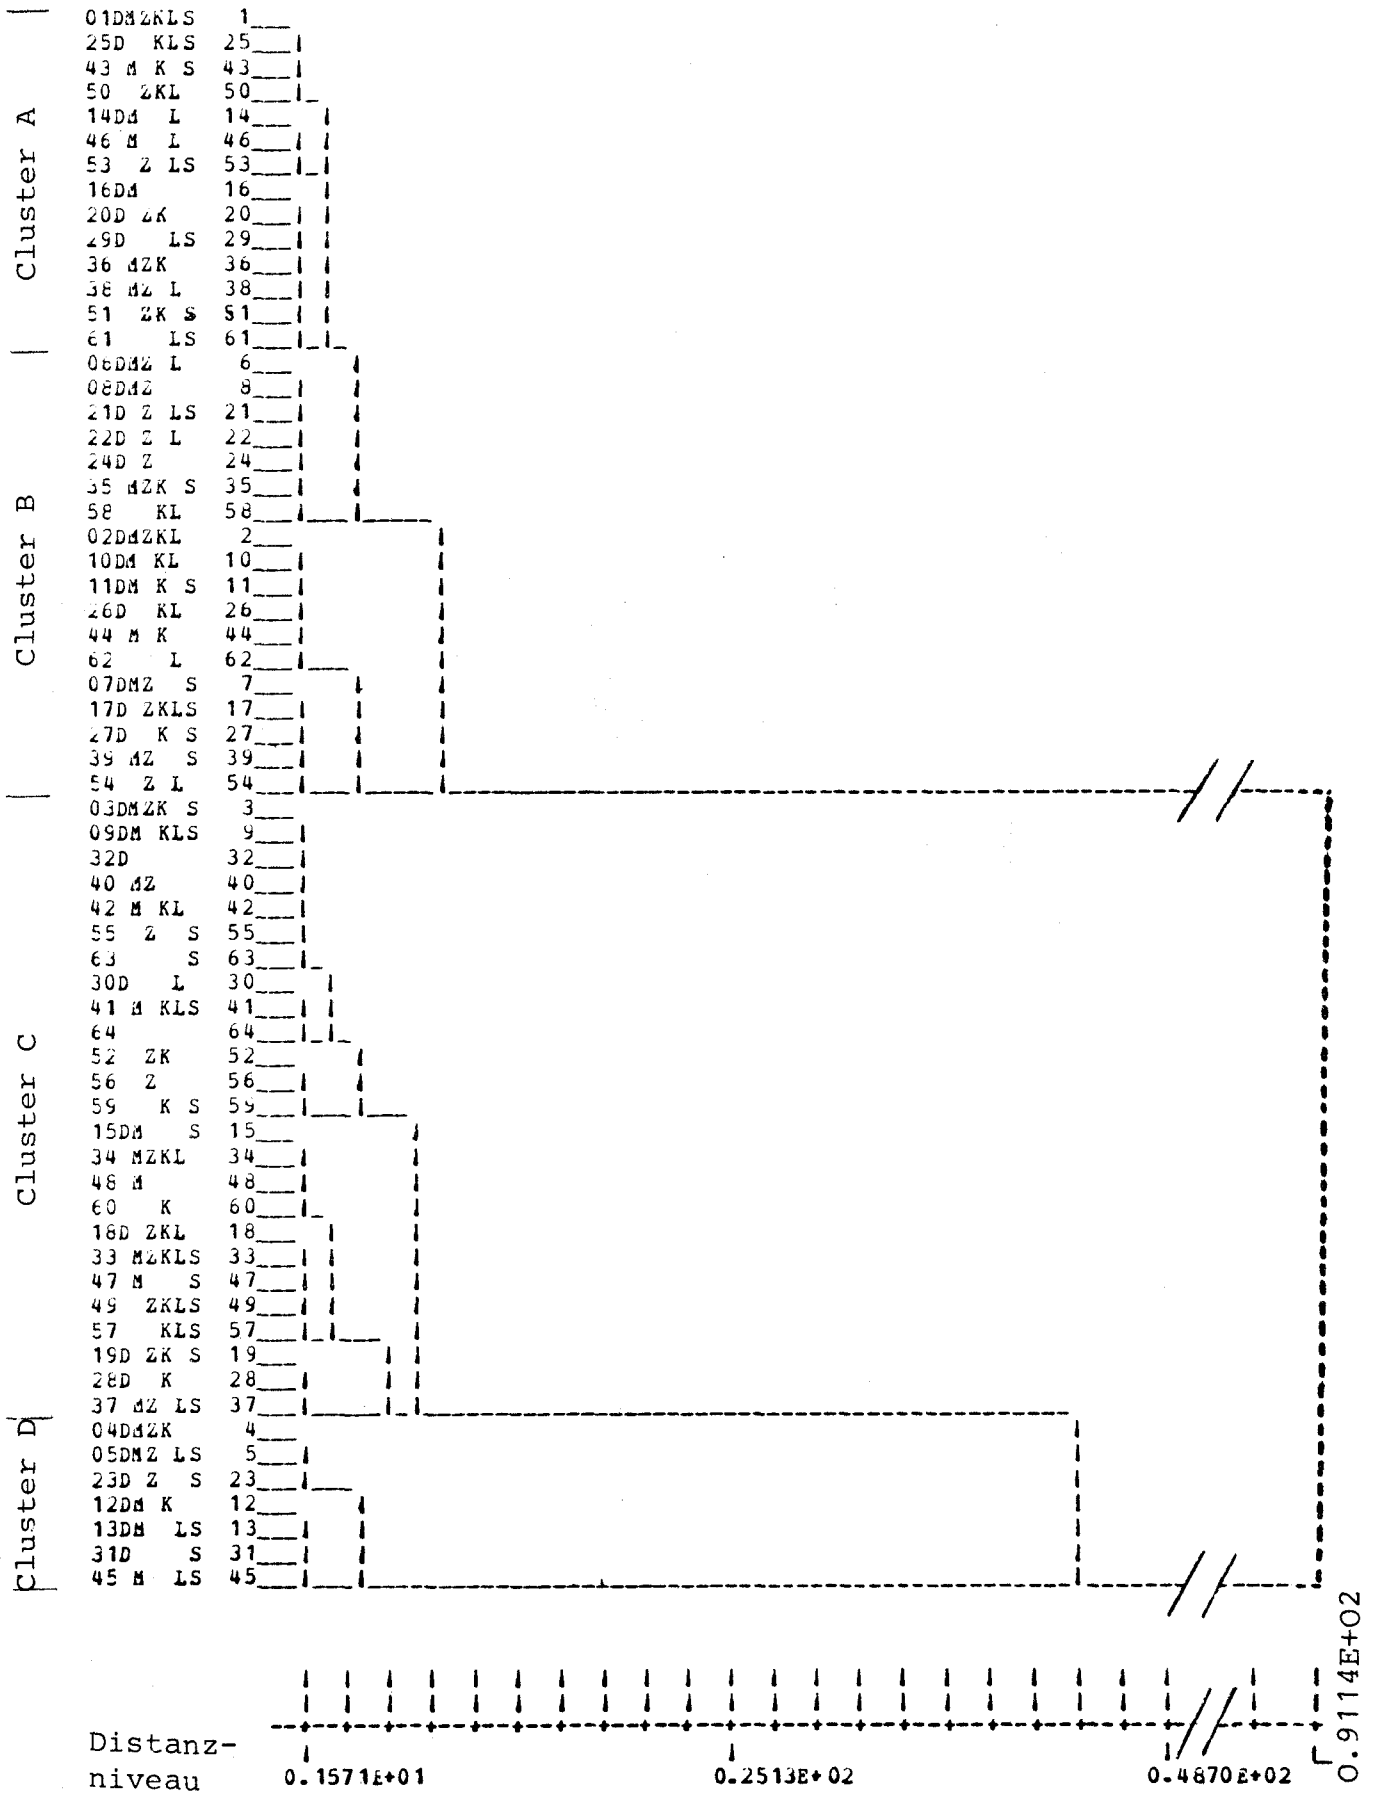 Cluster A
01DMZKLS 1
25D KLS 25
43 M K S 43
50 ZKL 50
14DM L 14
46 M L 46
53 Z LS 53
16DM 16
20D ZK 20
29D LS 29
36 MZK 36
38 MZ L 38
51 ZK S 51
61 LS 61
Cluster B
06DMZ L 6
08DMZ 8
21D Z LS 21
22D Z L 22
24D Z 24
35 MZK S 35
58 KL 58
02DMZKL 2
10DM KL 10
11DM K S 11
26D KL 26
44 M K 44
62 L 62
07DMZ S 7
17D ZKLS 17
27D K S 27
39 MZ S 39
54 Z L 54
Cluster C
03DMZK S 3
09DM KLS 9
32D 32
40 MZ 40
42 M KL 42
55 Z S 55
63 S 63
30D L 30
41 M KLS 41
64 64
52 ZK 52
56 Z 56
59 K S 59
15DM S 15
34 MZKL 34
48 M 48
60 K 60
18D ZKL 18
33 MZKLS 33
47 M S 47
49 ZKLS 49
57 KLS 57
19D ZK S 19
28D K 28
37 MZ LS 37
Cluster D
04DMZK 4
05DMZ LS 5
23D Z S 23
12DM K 12
13DM LS 13
31D S 31
45 M LS 45
Distanz-
niveau
0.1571E+01
0.2513E+02
0.4870E+02
0.9114E+02